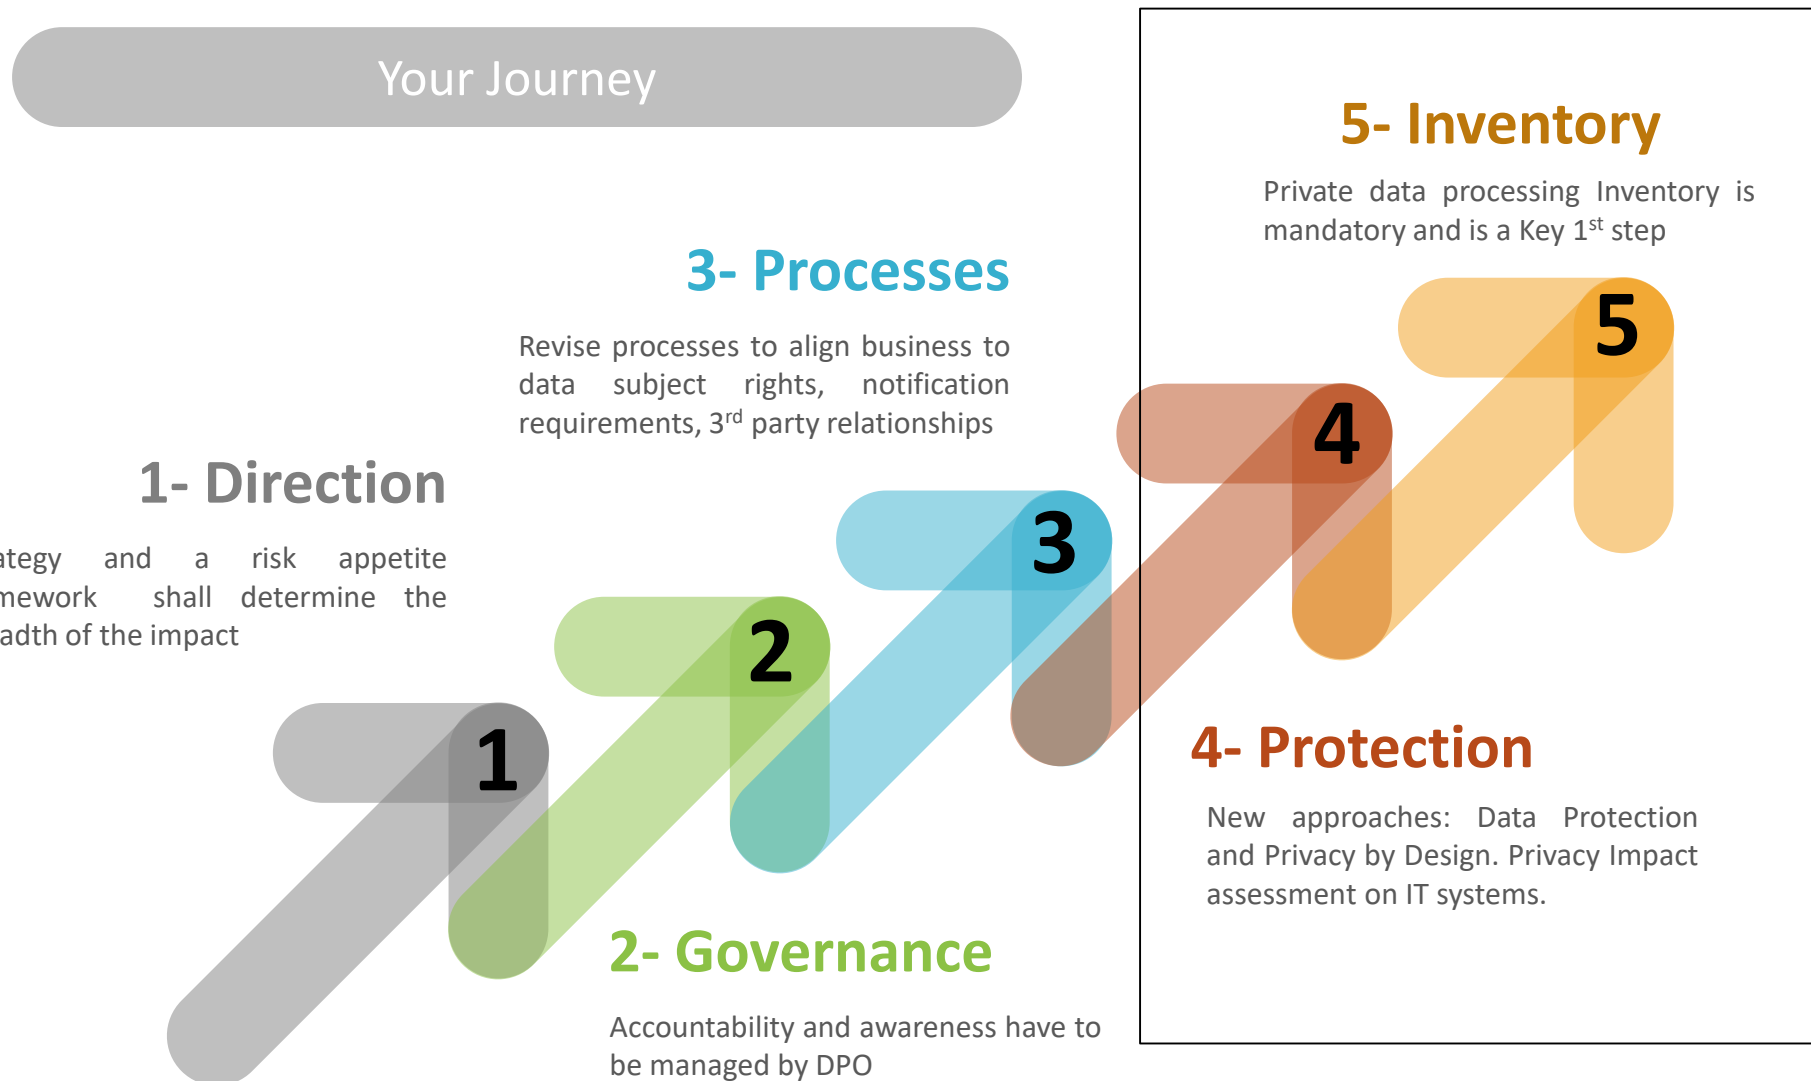 Your Journey
1- Direction
and a risk appetite
shall determine the
of the impact
2- Governance
Accountability and awareness have to
be managed by DPO
3- Processes
Revise processes to align business to
data subject rights, notification
requirements, 3rd party relationships
4- Protection
New approaches: Data Protection
and Privacy by Design. Privacy Impact
assessment on IT systems.
5- Inventory
Private data processing Inventory is
mandatory and is a Key 1st step
1
2
3
4
5